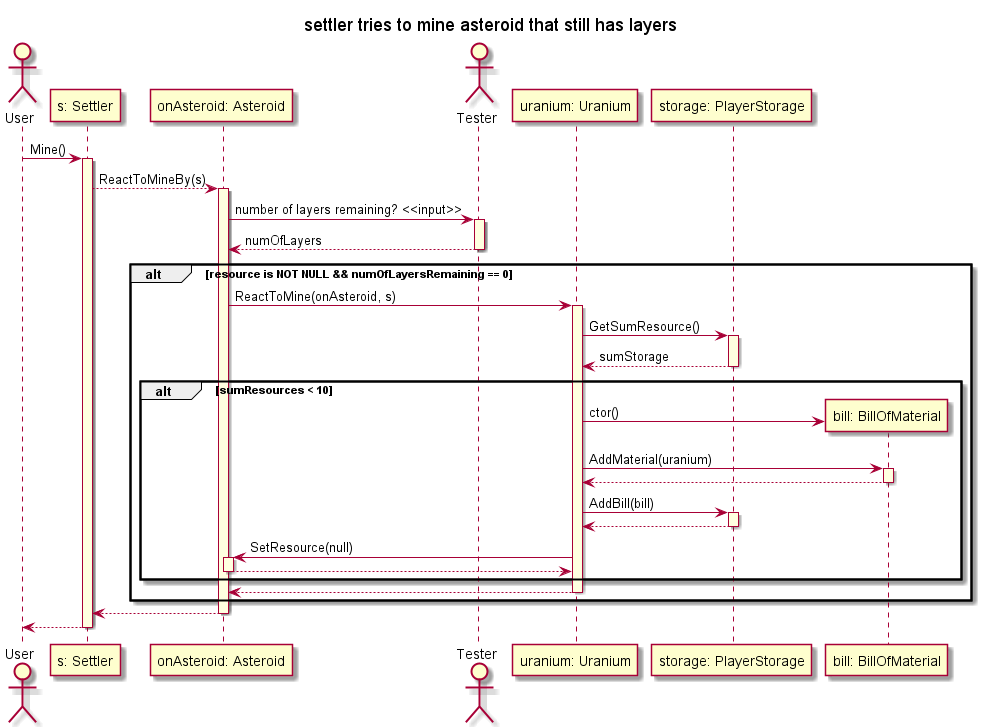 settler tries to mine asteroid that still has layers
User
s: Settler
onAsteroid: Asteroid
Tester
uranium: Uranium
storage: PlayerStorage
Mine()
ReactToMineBy(s)
number of layers remaining? <<input>>
numOfLayers
alt
[resource is NOT NULL && numOfLayersRemaining == 0]
ReactToMine(onAsteroid, s)
GetSumResource()
sumStorage
alt
[sumResources < 10]
ctor()
bill: BillOfMaterial
AddMaterial(uranium)
AddBill(bill)
SetResource(null)
User
s: Settler
onAsteroid: Asteroid
Tester
uranium: Uranium
storage: PlayerStorage
bill: BillOfMaterial